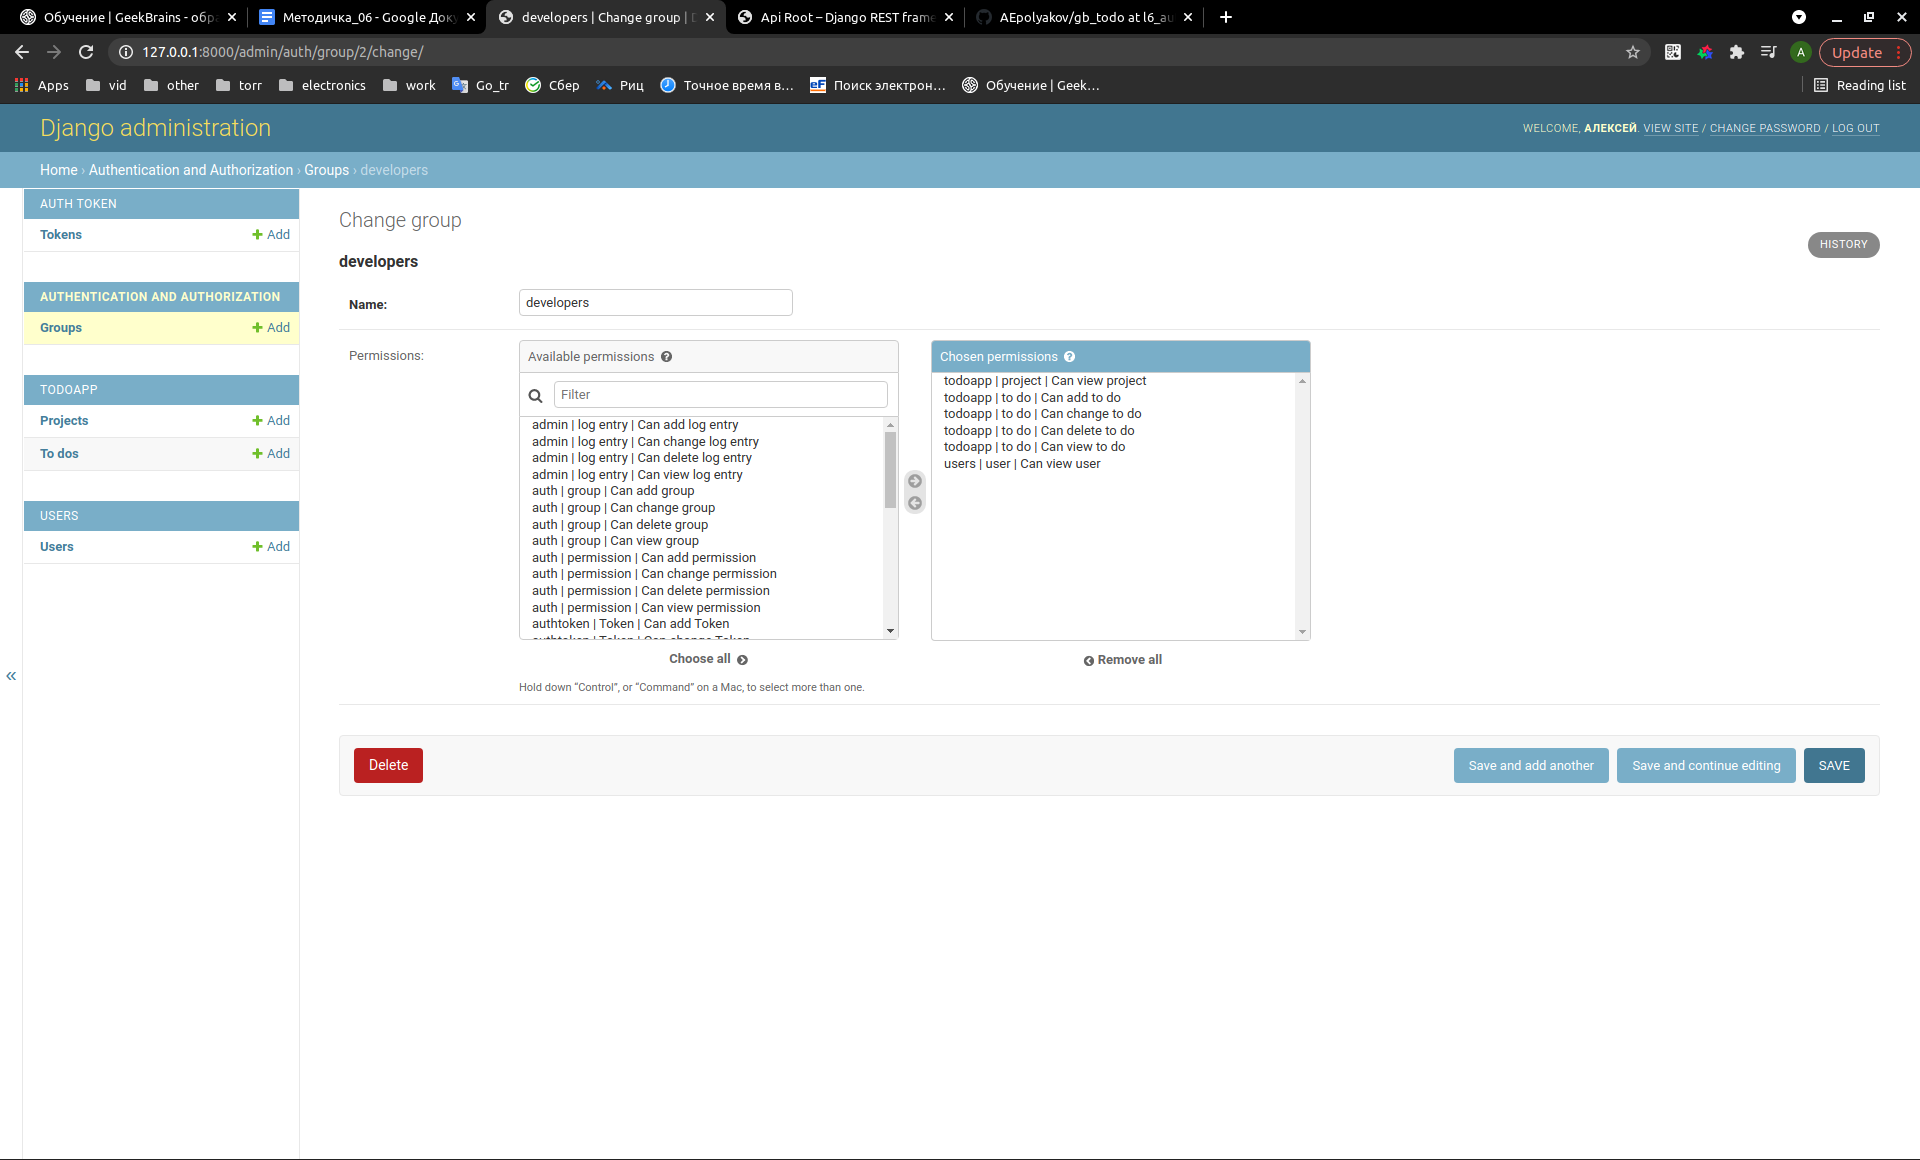 Обучение | GeekBrains - обра
Методичка_06 - Google Доку
developers | Change group | D
Api Root – Django REST frame
AEpolyakov/gb_todo at l6_au
127.0.0.1:8000/admin/auth/group/2/change/
A
Update
Apps
vid
other
torr
electronics
work
Go_tr
Сбер
Риц
Точное время в…
eF
Поиск электрон…
Обучение | Geek…
Reading list
Django administration
WELCOME, АЛЕКСЕЙ. VIEW SITE / CHANGE PASSWORD / LOG OUT
Home › Authentication and Authorization › Groups › developers
AUTH TOKEN
Tokens
Add
AUTHENTICATION AND AUTHORIZATION
Groups
Add
TODOAPP
Projects
Add
To dos
Add
USERS
Users
Add
«
Change group
HISTORY
developers
Name:
developers
Permissions:
Available permissions ?
Filter
admin | log entry | Can add log entry
admin | log entry | Can change log entry
admin | log entry | Can delete log entry
admin | log entry | Can view log entry
auth | group | Can add group
auth | group | Can change group
auth | group | Can delete group
auth | group | Can view group
auth | permission | Can add permission
auth | permission | Can change permission
auth | permission | Can delete permission
auth | permission | Can view permission
authtoken | Token | Can add Token
authtoken | Token | Can change Token
Choose all
Chosen permissions ?
todoapp | project | Can view project
todoapp | to do | Can add to do
todoapp | to do | Can change to do
todoapp | to do | Can delete to do
todoapp | to do | Can view to do
users | user | Can view user
Remove all
Hold down “Control”, or “Command” on a Mac, to select more than one.
Delete
Save and add another
Save and continue editing
SAVE